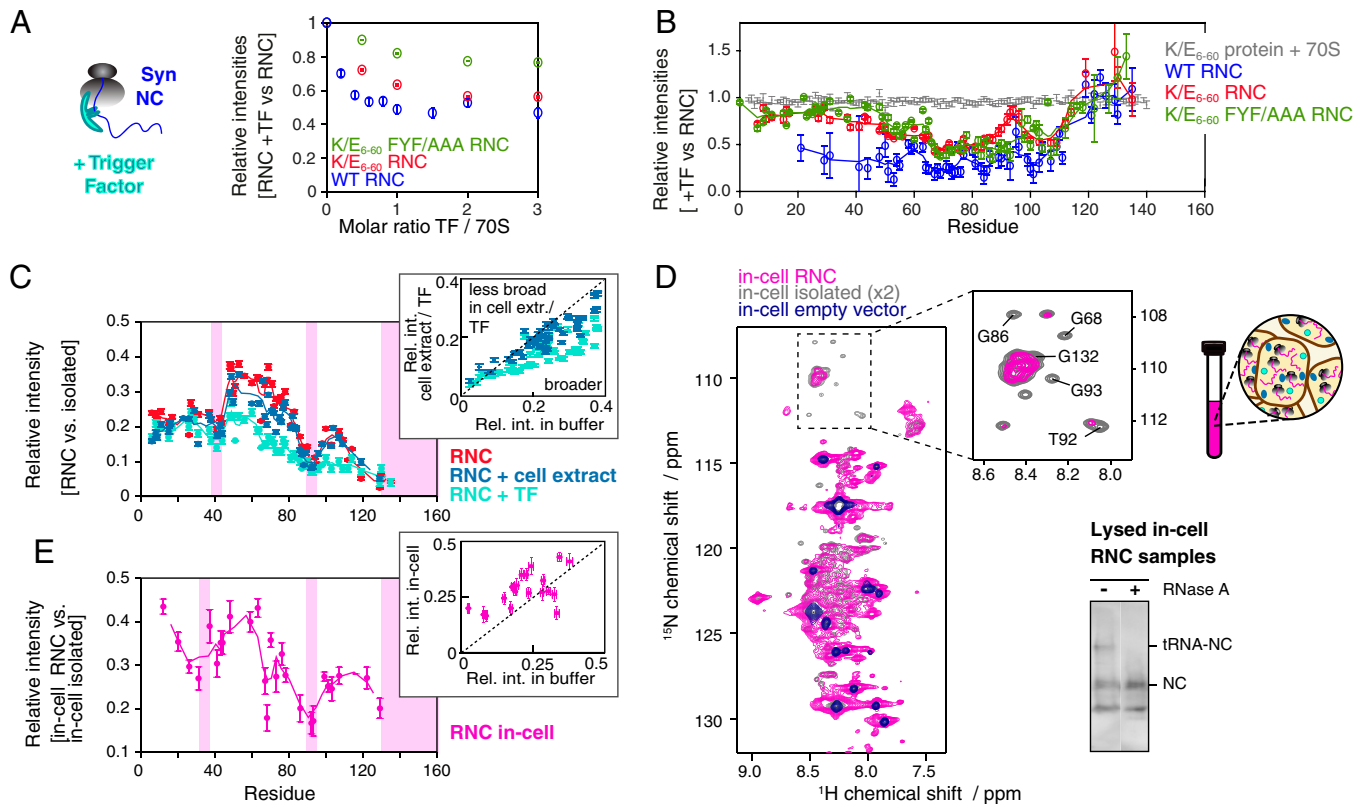 A
Syn
NC
+ Trigger
Factor
Relative intensities
[RNC +TF vs RNC]
1
0.8
0.6
0.4
0.2
0
K/E6-60 FYF/AAA RNC
K/E6-60 RNC
WT RNC
0 1 2 3
Molar ratio TF / 70S
B
Relative intensities
[ +TF vs RNC]
1.5
1.0
0.5
0.0
0 20 40 60 80 100 120 140 160
Residue
K/E6-60 protein + 70S
WT RNC
K/E6-60 RNC
K/E6-60 FYF/AAA RNC
C
Relative intensity
[RNC vs. isolated]
0.5
0.4
0.3
0.2
0.1
0
0 40 80 120 160
RNC
RNC + cell extract
RNC + TF
Rel. int.
cell extract / TF
0.4
0.2
0
less broad
in cell extr./
TF
broader
0 0.2 0.4
Rel. int. in buffer
D
in-cell RNC
in-cell isolated (x2)
in-cell empty vector
15N chemical shift / ppm
110
115
120
125
130
9.0 8.5 8.0 7.5
1H chemical shift / ppm
G86
G68
G132
G93
T92
108
110
112
8.6 8.4 8.2 8.0
Lysed in-cell
RNC samples
- + RNase A
tRNA-NC
NC
E
Relative intensity
[in-cell RNC vs.
in-cell isolated]
0.5
0.4
0.3
0.2
0.1
0 40 80 120 160
Residue
RNC in-cell
Rel. int. in-cell
0.5
0
0 0.25 0.5
Rel. int. in buffer